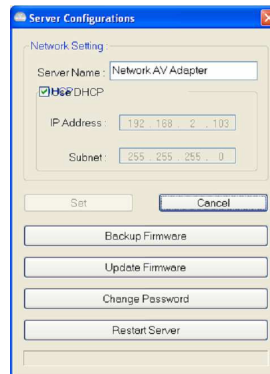 Server Configurations
Network Setting :
Server Name : Network AV Adapter
Use DHCP
IP Address : 192 . 168 . 2 . 103
Subnet : 255 . 255 . 255 . 0
Set Cancel
Backup Firmware
Update Firmware
Change Password
Restart Server